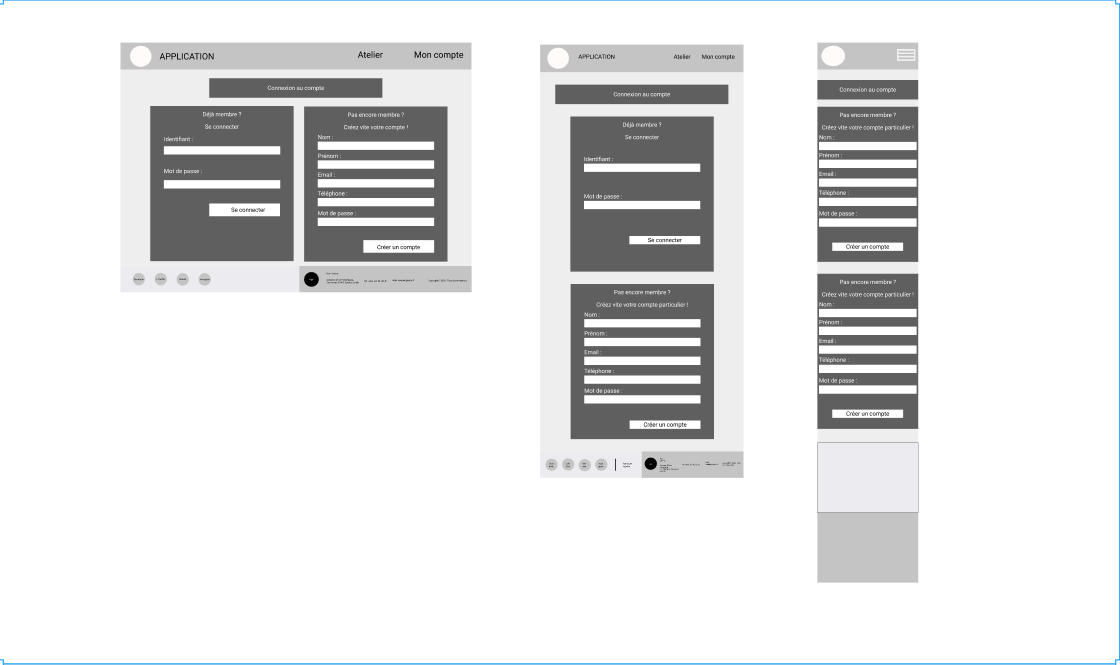 APPLICATION
Atelier
Mon compte
Connexion au compte
Déjà membre ?
Se connecter
Identifiant :
Mot de passe :
Se connecter
Pas encore membre ?
Créez vite votre compte !
Nom :
Prénom :
Email :
Téléphone :
Mot de passe :
Créer un compte
APPLICATION
Atelier
Mon compte
Connexion au compte
Déjà membre ?
Se connecter
Identifiant :
Mot de passe :
Se connecter
Pas encore membre ?
Créez vite votre compte particulier !
Nom :
Prénom :
Email :
Téléphone :
Mot de passe :
Créer un compte
Connexion au compte
Pas encore membre ?
Créez vite votre compte particulier !
Nom :
Prénom :
Email :
Téléphone :
Mot de passe :
Créer un compte
Pas encore membre ?
Créez vite votre compte particulier !
Nom :
Prénom :
Email :
Téléphone :
Mot de passe :
Créer un compte